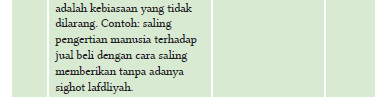 adalah kebiasaan yang tidak
dilarang. Contoh: saling
pengertian manusia terhadap
jual beli dengan cara saling
memberikan tanpa adanya
sighot lafdliyah.